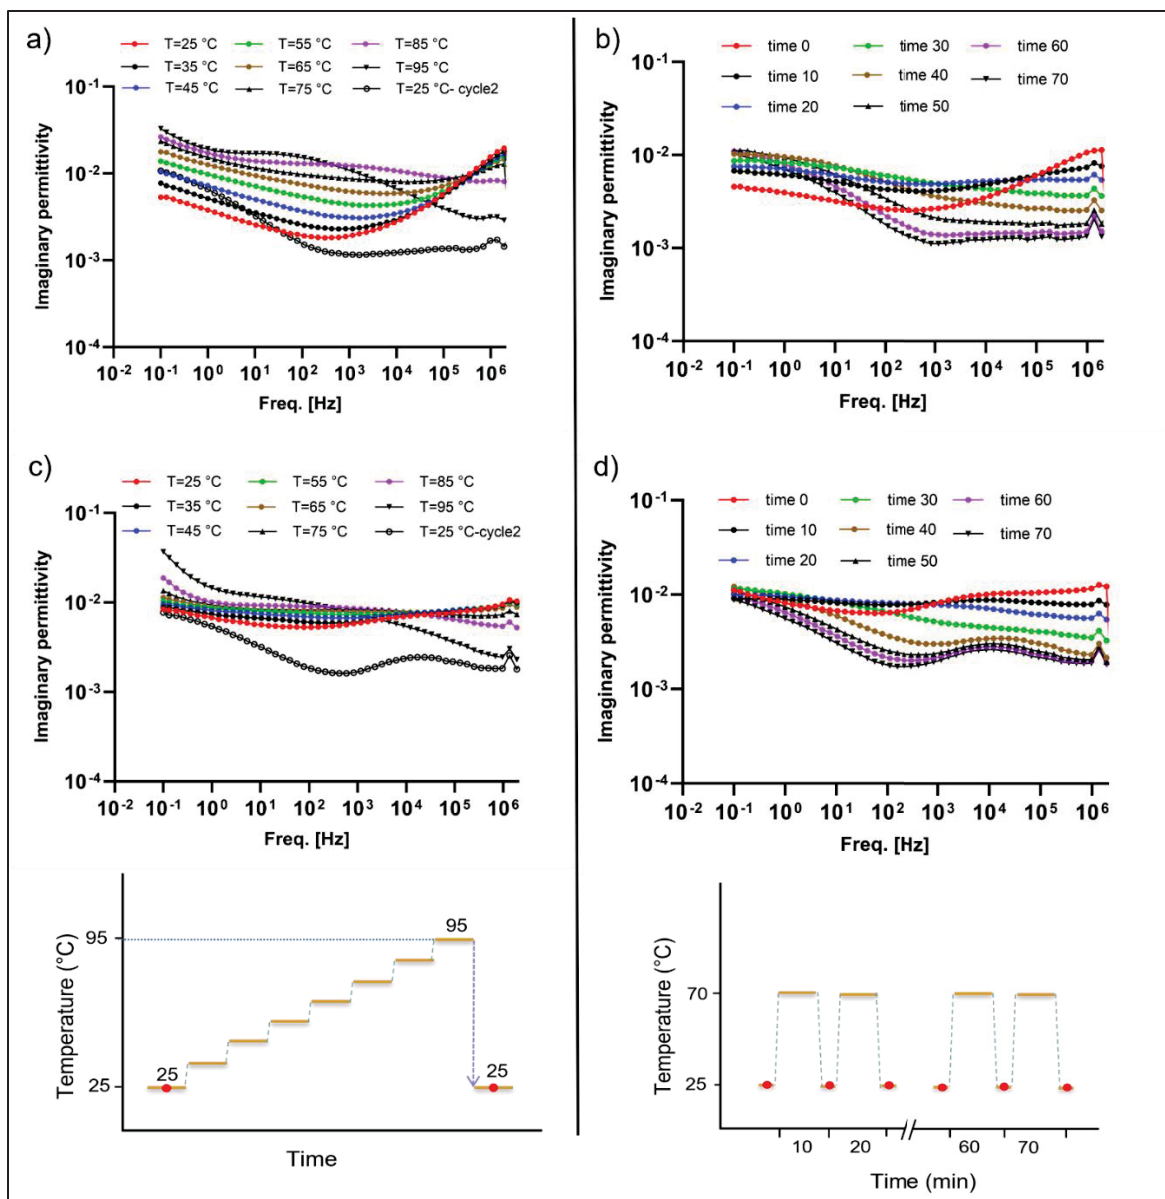 a)
T=25 °C T=55 °C T=85 °C
T=35 °C T=65 °C T=95 °C
T=45 °C T=75 °C T=25 °C- cycle2
Imaginary permittivity
10-1
10-2
10-3
10-4
10-2 10-1 100 101 102 103 104 105 106
Freq. [Hz]
b)
time 0 time 30 time 60
time 10 time 40 time 70
time 20 time 50
Imaginary permittivity
10-1
10-2
10-3
10-4
10-2 10-1 100 101 102 103 104 105 106
Freq. [Hz]
c)
T=25 °C T=55 °C T=85 °C
T=35 °C T=65 °C T=95 °C
T=45 °C T=75 °C T=25 °C-cycle2
Imaginary permittivity
10-1
10-2
10-3
10-4
10-2 10-1 100 101 102 103 104 105 106
Freq. [Hz]
d)
time 0 time 30 time 60
time 10 time 40 time 70
time 20 time 50
Imaginary permittivity
10-1
10-2
10-3
10-4
10-2 10-1 100 101 102 103 104 105 106
Freq. [Hz]
Temperature (°C)
95
25
95
25
25
Time
Temperature (°C)
70
25
10 20 60 70
Time (min)